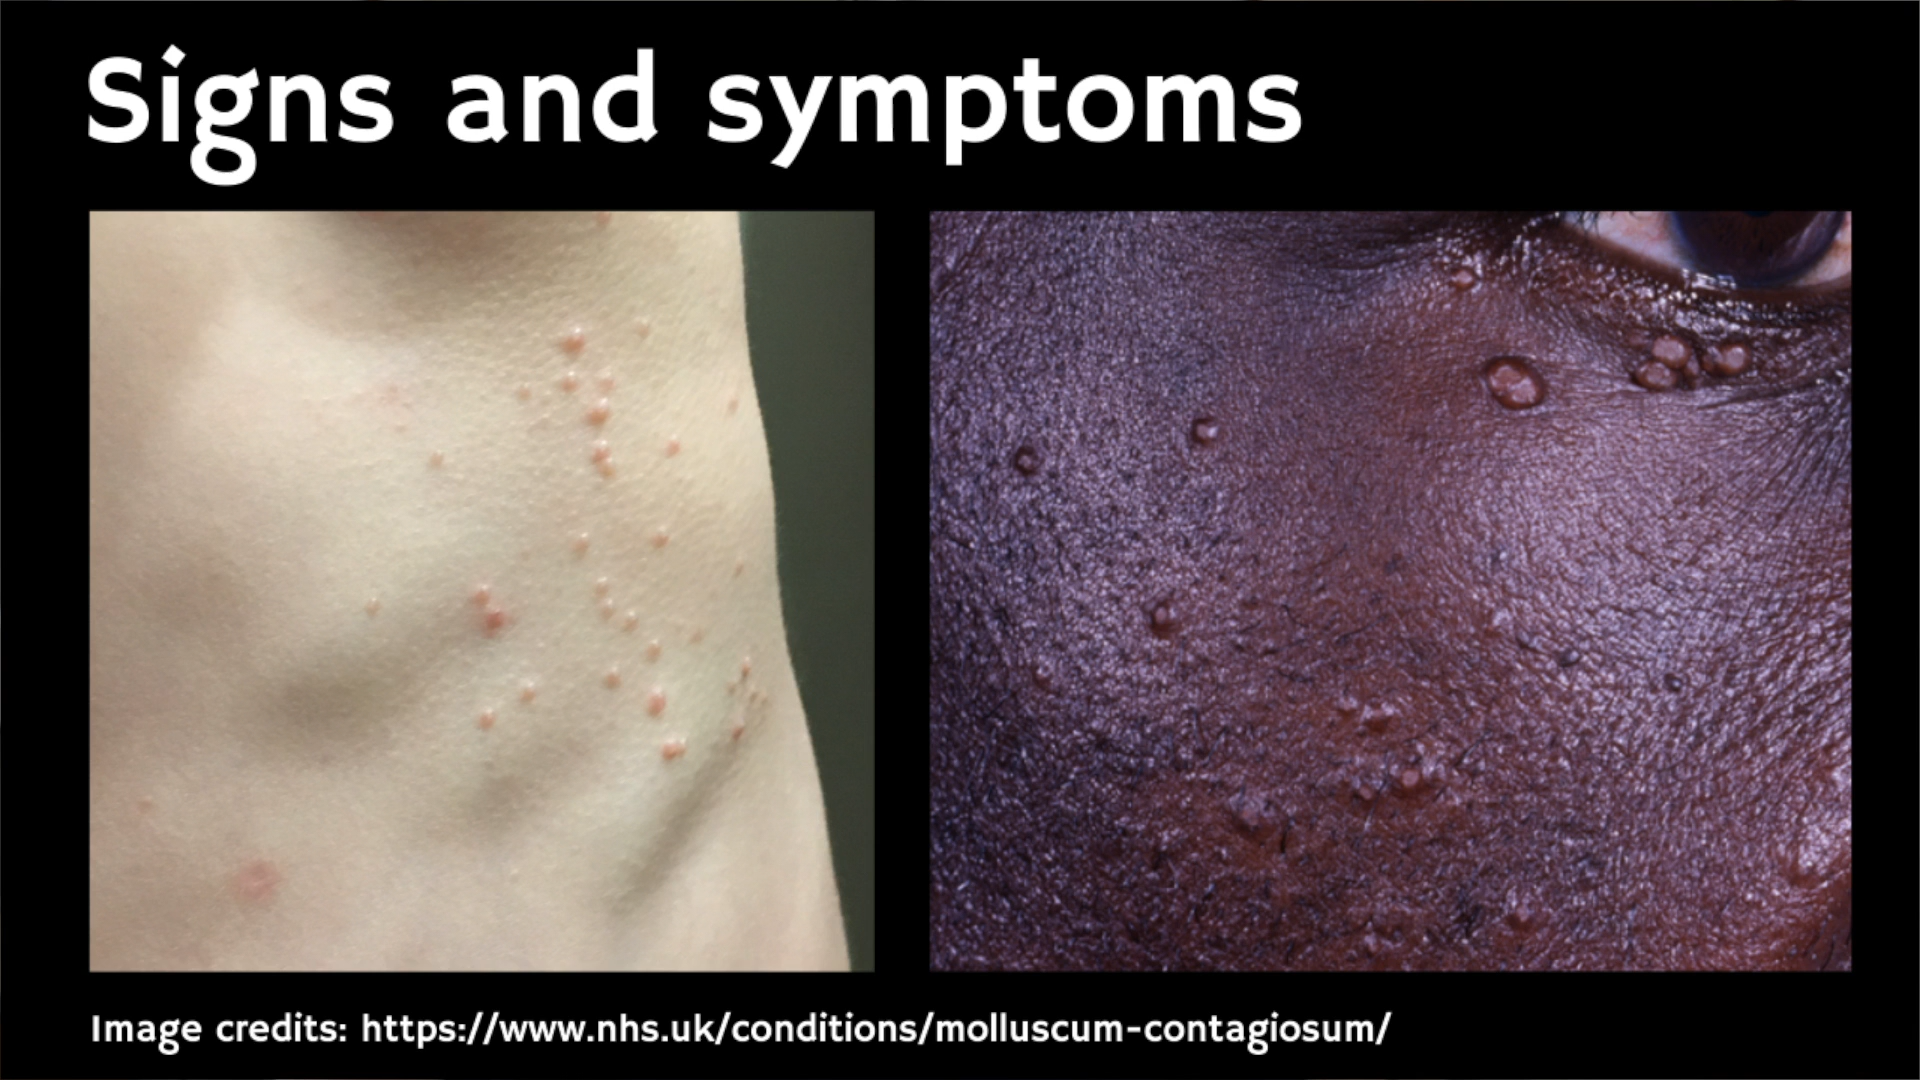 Signs and symptoms
Image credits: https://www.nhs.uk/conditions/molluscum-contagiosum/